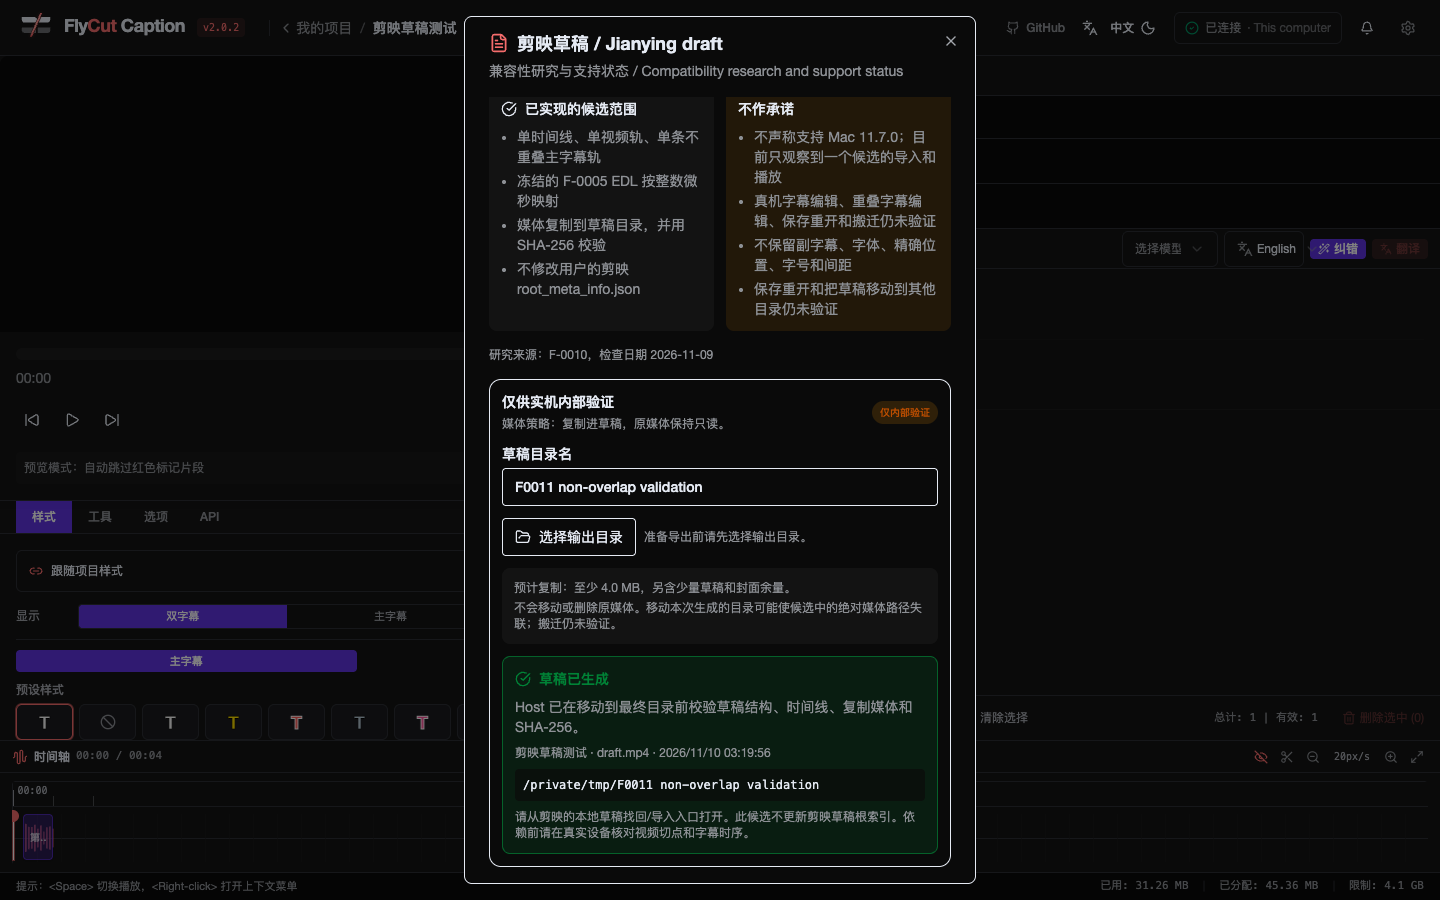 FlyCut Caption v2.0.2
我的项目 / 剪映草稿测试
GitHub 中文 已连接 · This computer
剪映草稿 / Jianying draft
兼容性研究与支持状态 / Compatibility research and support status
已实现的候选范围
单时间线、单视频轨、单条不
重叠主字幕轨
冻结的 F-0005 EDL 按整数微
秒映射
媒体复制到草稿目录，并用
SHA-256 校验
不修改用户的剪映
root_meta_info.json
不作承诺
不声称支持 Mac 11.7.0；目
前只观察到一个候选的导入和
播放
真机字幕编辑、重叠字幕编
辑、保存重开和搬迁仍未验证
不保留副字幕、字体、精确位
置、字号和间距
保存重开和把草稿移动到其他
目录仍未验证
研究来源：F-0010，检查日期 2026-11-09
仅供实机内部验证
媒体策略：复制进草稿，原媒体保持只读。
仅内部验证
草稿目录名
F0011 non-overlap validation
选择输出目录 准备导出前请先选择输出目录。
预计复制：至少 4.0 MB，另含少量草稿和封面余量。
不会移动或删除原媒体。移动本次生成的目录可能使候选中的绝对媒体路径失
联；搬迁仍未验证。
草稿已生成
Host 已在移动到最终目录前校验草稿结构、时间线、复制媒体和
SHA-256。
剪映草稿测试 · draft.mp4 · 2026/11/10 03:19:56
/private/tmp/F0011 non-overlap validation
请从剪映的本地草稿找回/导入入口打开。此候选不更新剪映草稿根索引。依
赖前请在真实设备核对视频切点和字幕时序。
选择模型 English 纠错 翻译
00:00
预览模式：自动跳过红色标记片段
样式 工具 选项 API
跟随项目样式
显示 双字幕 主字幕
主字幕
预设样式
T T T T T T
清除选择 总计: 1 | 有效: 1 删除选中 (0)
时间轴 00:00 / 00:04 20px/s
00:00
提示：<Space> 切换播放，<Right-click> 打开上下文菜单
已用: 31.26 MB 已分配: 45.36 MB 限制: 4.1 GB